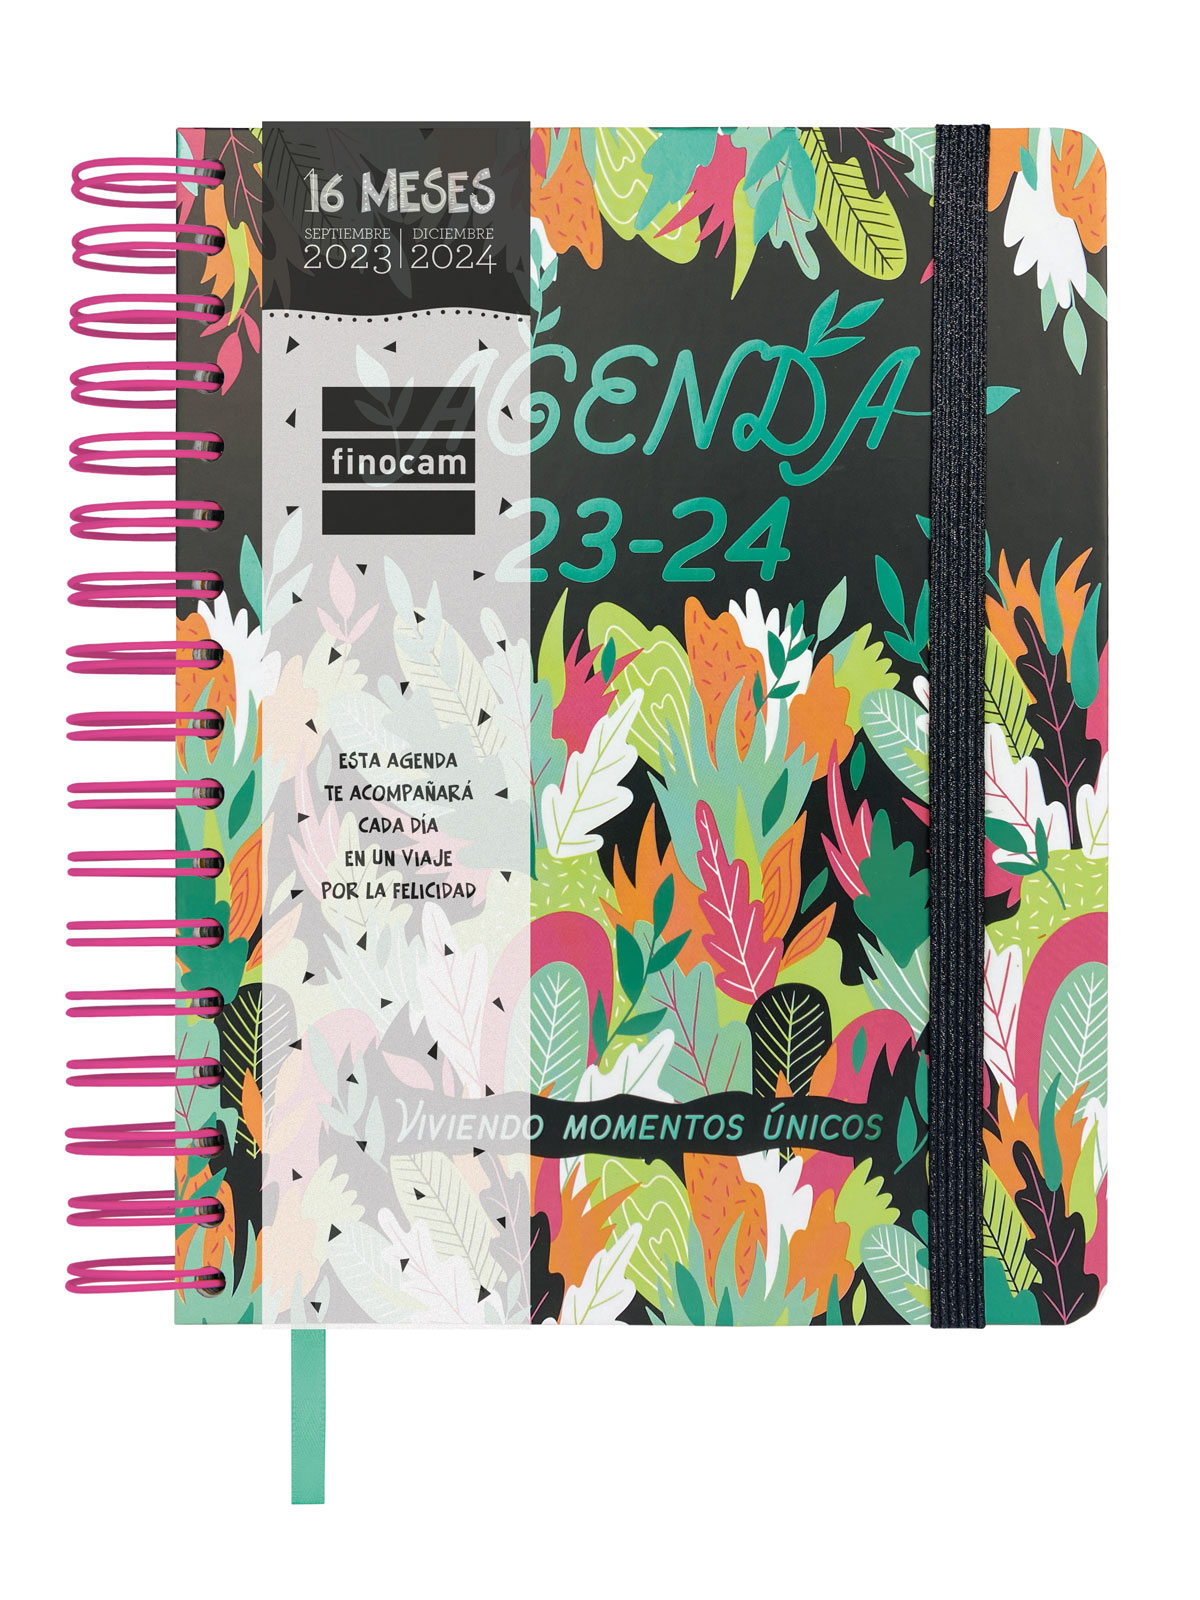 16 MESES
SEPTIEMBRE | DICIEMBRE
2023 | 2024
AGENDA
finocam
23-24
ESTA AGENDA
TE ACOMPAÑARÁ
CADA DÍA
EN UN VIAJE
POR LA FELICIDAD
VIVIENDO MOMENTOS ÚNICOS